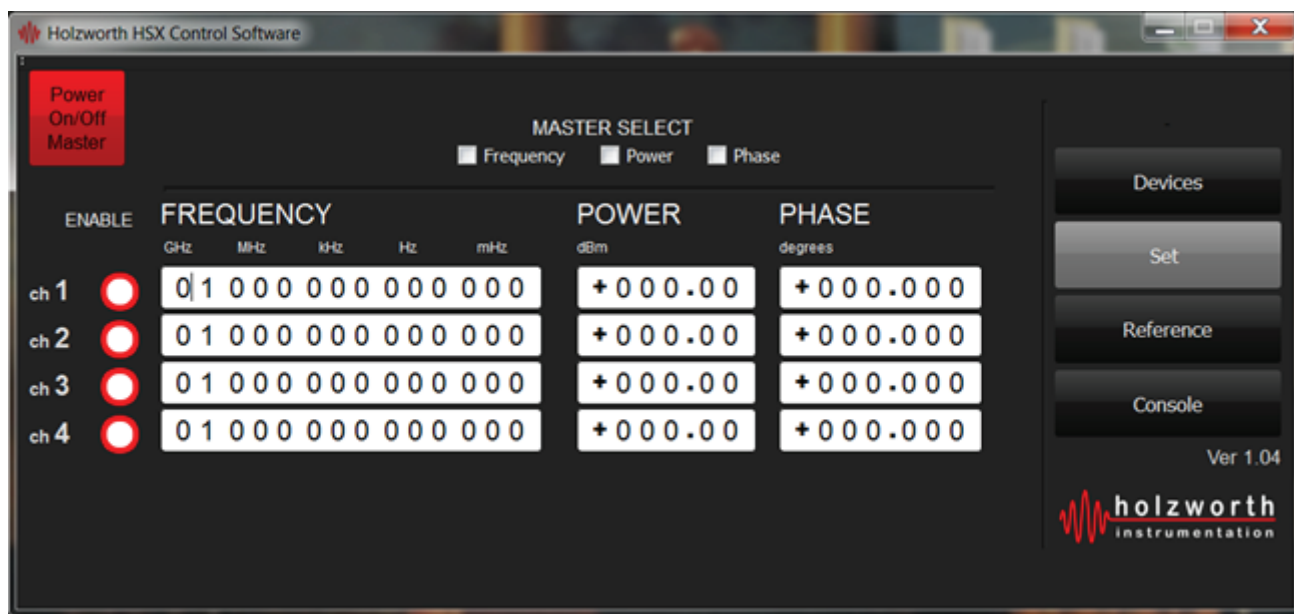 Holzworth HSX Control Software
Power
On/Off
Master
MASTER SELECT
Frequency Power Phase
ENABLE FREQUENCY POWER PHASE
GHz MHz kHz Hz mHz dBm degrees
ch 1 01 000 000 000 000 +000.00 +000.000
ch 2 01 000 000 000 000 +000.00 +000.000
ch 3 01 000 000 000 000 +000.00 +000.000
ch 4 01 000 000 000 000 +000.00 +000.000
Devices
Set
Reference
Console
Ver 1.04
holzworth
instrumentation